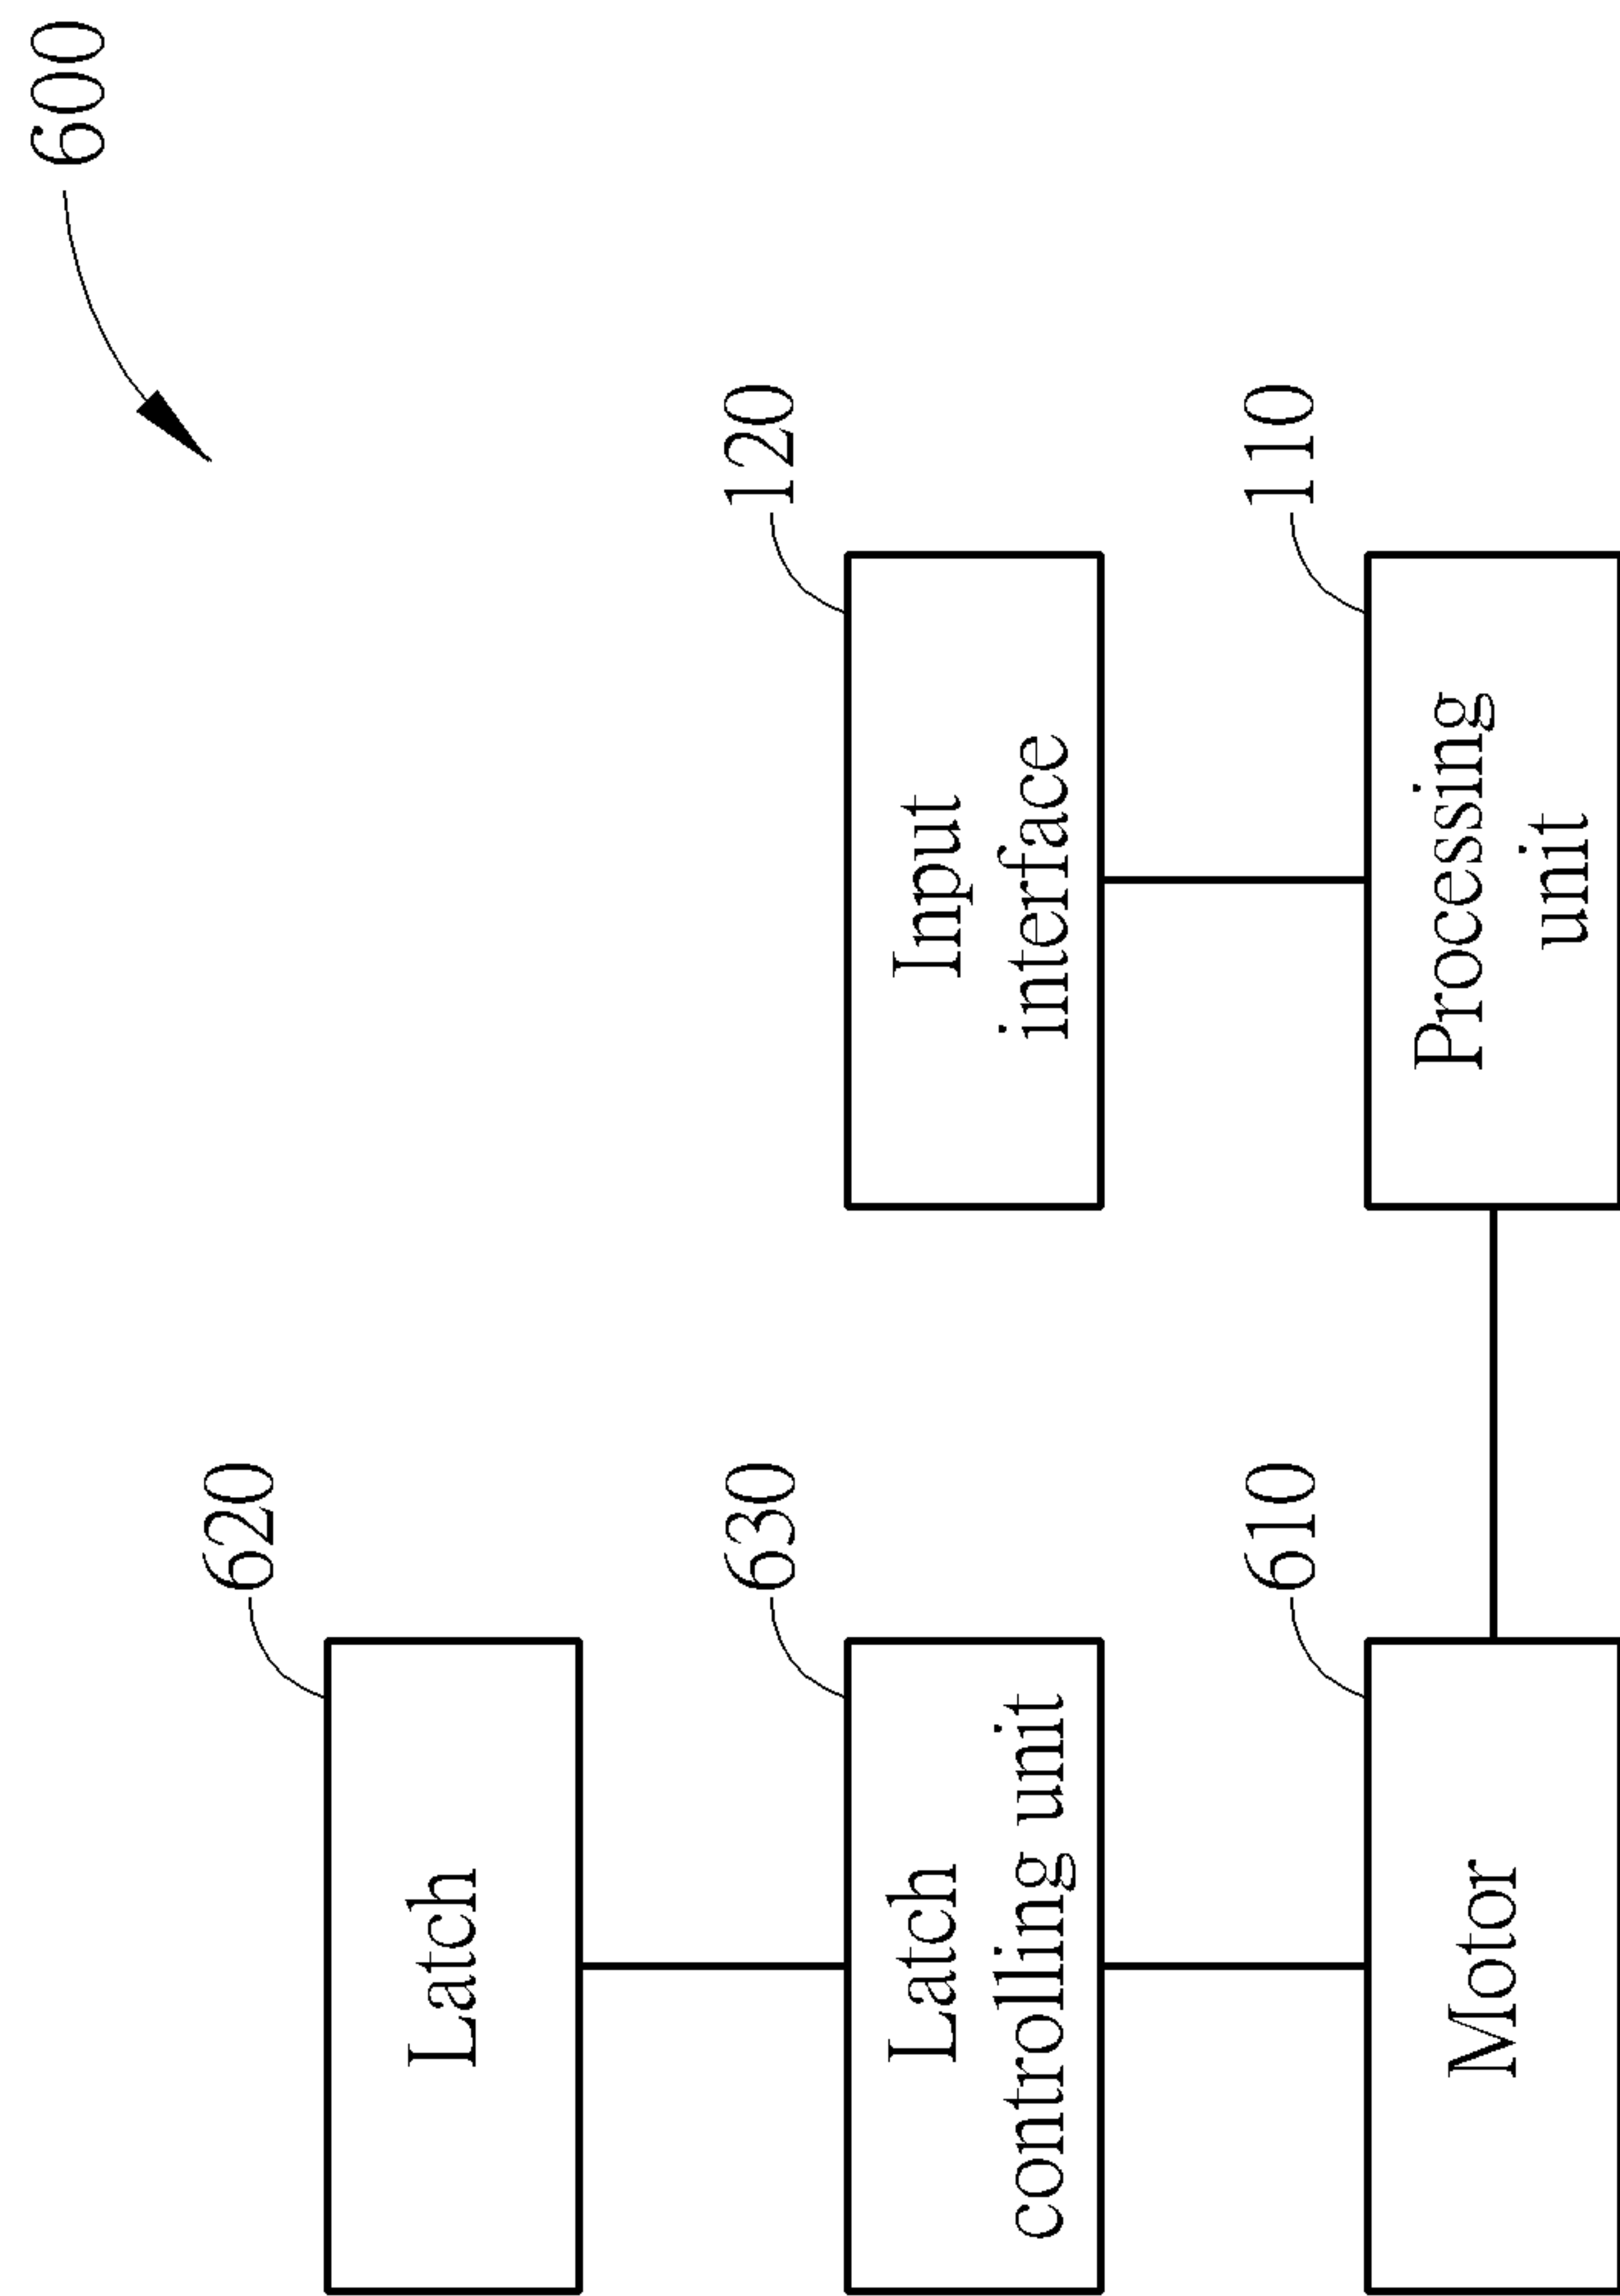 600
620
Latch
630
Latch
controlling unit
120
Input
interface
610
Motor
110
Processing
unit